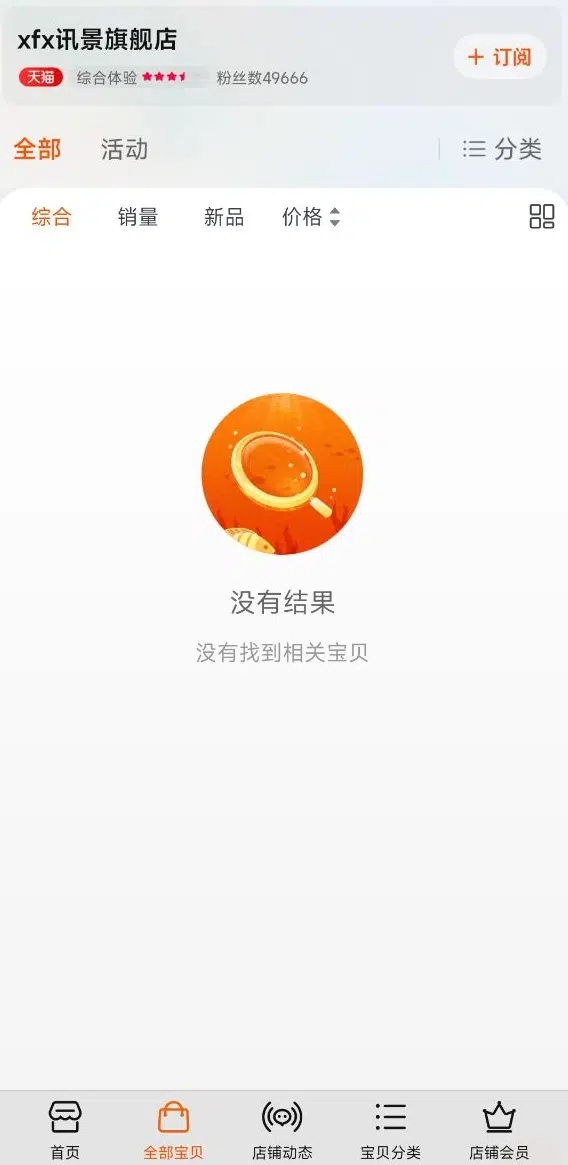 xfx讯景旗舰店
天猫 综合体验 粉丝数49666
+ 订阅
全部 活动 分类
综合 销量 新品 价格
没有结果
没有找到相关宝贝
首页 全部宝贝 店铺动态 宝贝分类 店铺会员